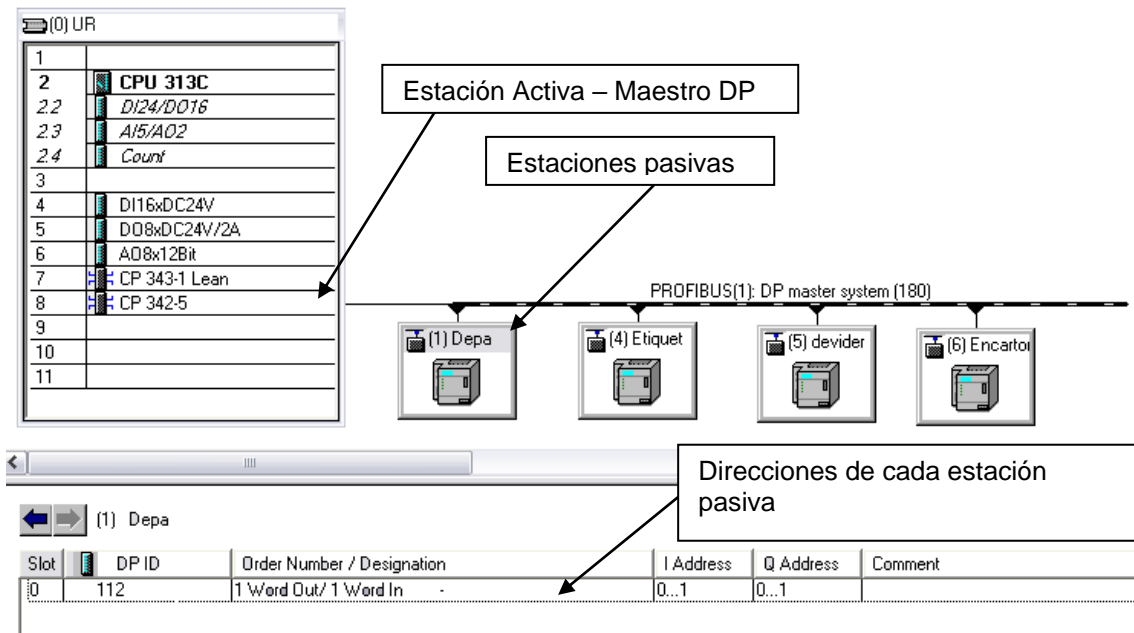 (0) UR
1
2 CPU 313C
2.2 DI24/DO16
2.3 AI5/AO2
2.4 Count
3
4 DI16xDC24V
5 DO8xDC24V/2A
6 AO8x12Bit
7 CP 343-1 Lean
8 CP 342-5
9
10
11
Estación Activa – Maestro DP
Estaciones pasivas
PROFIBUS(1): DP master system (180)
(1) Depa
(4) Etiquet
(5) devider
(6) Encarto
Direcciones de cada estación
pasiva
(1) Depa
Slot DP ID Order Number / Designation I Address Q Address Comment
0 112 1 Word Out/ 1 Word In - 0...1 0...1